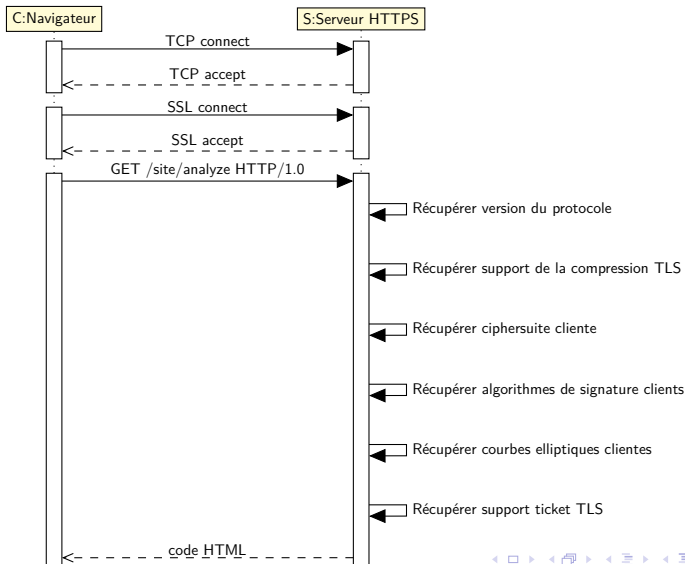 C:Navigateur
S:Serveur HTTPS
TCP connect
TCP accept
SSL connect
SSL accept
GET /site/analyze HTTP/1.0
Récupérer version du protocole
Récupérer support de la compression TLS
Récupérer ciphersuite cliente
Récupérer algorithmes de signature clients
Récupérer courbes elliptiques clientes
Récupérer support ticket TLS
code HTML